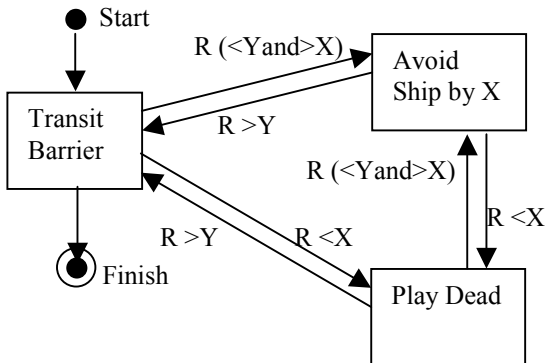 Start
R (<Yand>X)
Avoid
Ship by X
R >Y
Transit
Barrier
R (<Yand>X)
R >Y
R <X
R <X
Finish
Play Dead